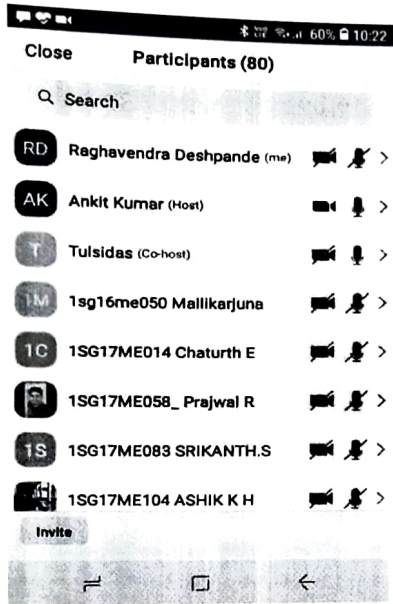 60% 10:22
Close Participants (80)
Search
RD Raghavendra Deshpande (me)
AK Ankit Kumar (Host)
T Tulsidas (Co-host)
1M 1sg16me050 Mallikarjuna
1C 1SG17ME014 Chaturth E
1SG17ME058_ Prajwal R
1S 1SG17ME083 SRIKANTH.S
1SG17ME104 ASHIK K H
Invite